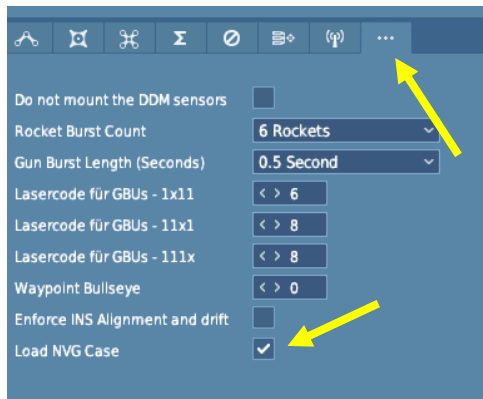 Σ
...
Do not mount the DDM sensors
Rocket Burst Count 6 Rockets
Gun Burst Length (Seconds) 0.5 Second
Lasercode für GBUs - 1x11 < > 6
Lasercode für GBUs - 11x1 < > 8
Lasercode für GBUs - 111x < > 8
Waypoint Bullseye < > 0
Enforce INS Alignment and drift
Load NVG Case